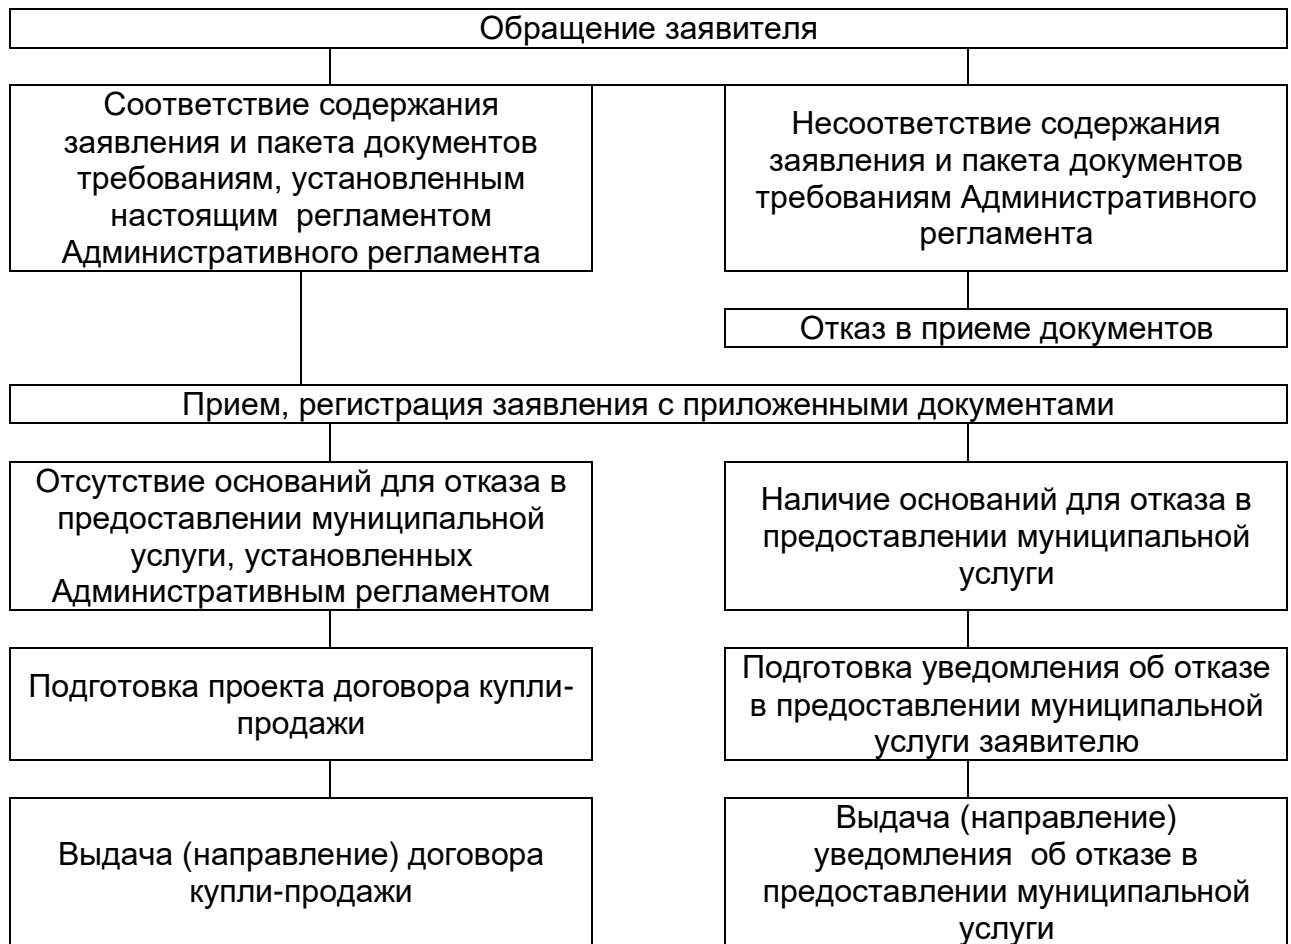 Обращение заявителя
Соответствие содержания
заявления и пакета документов
требованиям, установленным
настоящим  регламентом
Административного регламента
Несоответствие содержания
заявления и пакета документов
требованиям Административного
регламента
Отказ в приеме документов
Прием, регистрация заявления с приложенными документами
Отсутствие оснований для отказа в
предоставлении муниципальной
услуги, установленных
Административным регламентом
Наличие оснований для отказа в
предоставлении муниципальной
услуги
Подготовка проекта договора купли-
продажи
Подготовка уведомления об отказе
в предоставлении муниципальной
услуги заявителю
Выдача (направление) договора
купли-продажи
Выдача (направление)
уведомления  об отказе в
предоставлении муниципальной
услуги